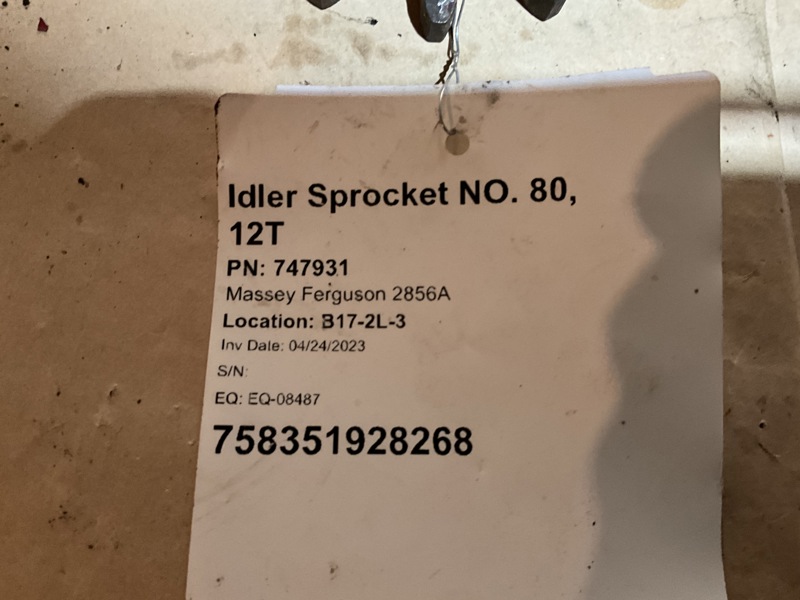 Idler Sprocket NO. 80,
12T
PN: 747931
Massey Ferguson 2856A
Location: B17-2L-3
Inv Date: 04/24/2023
S/N:
EQ: EQ-08487
758351928268